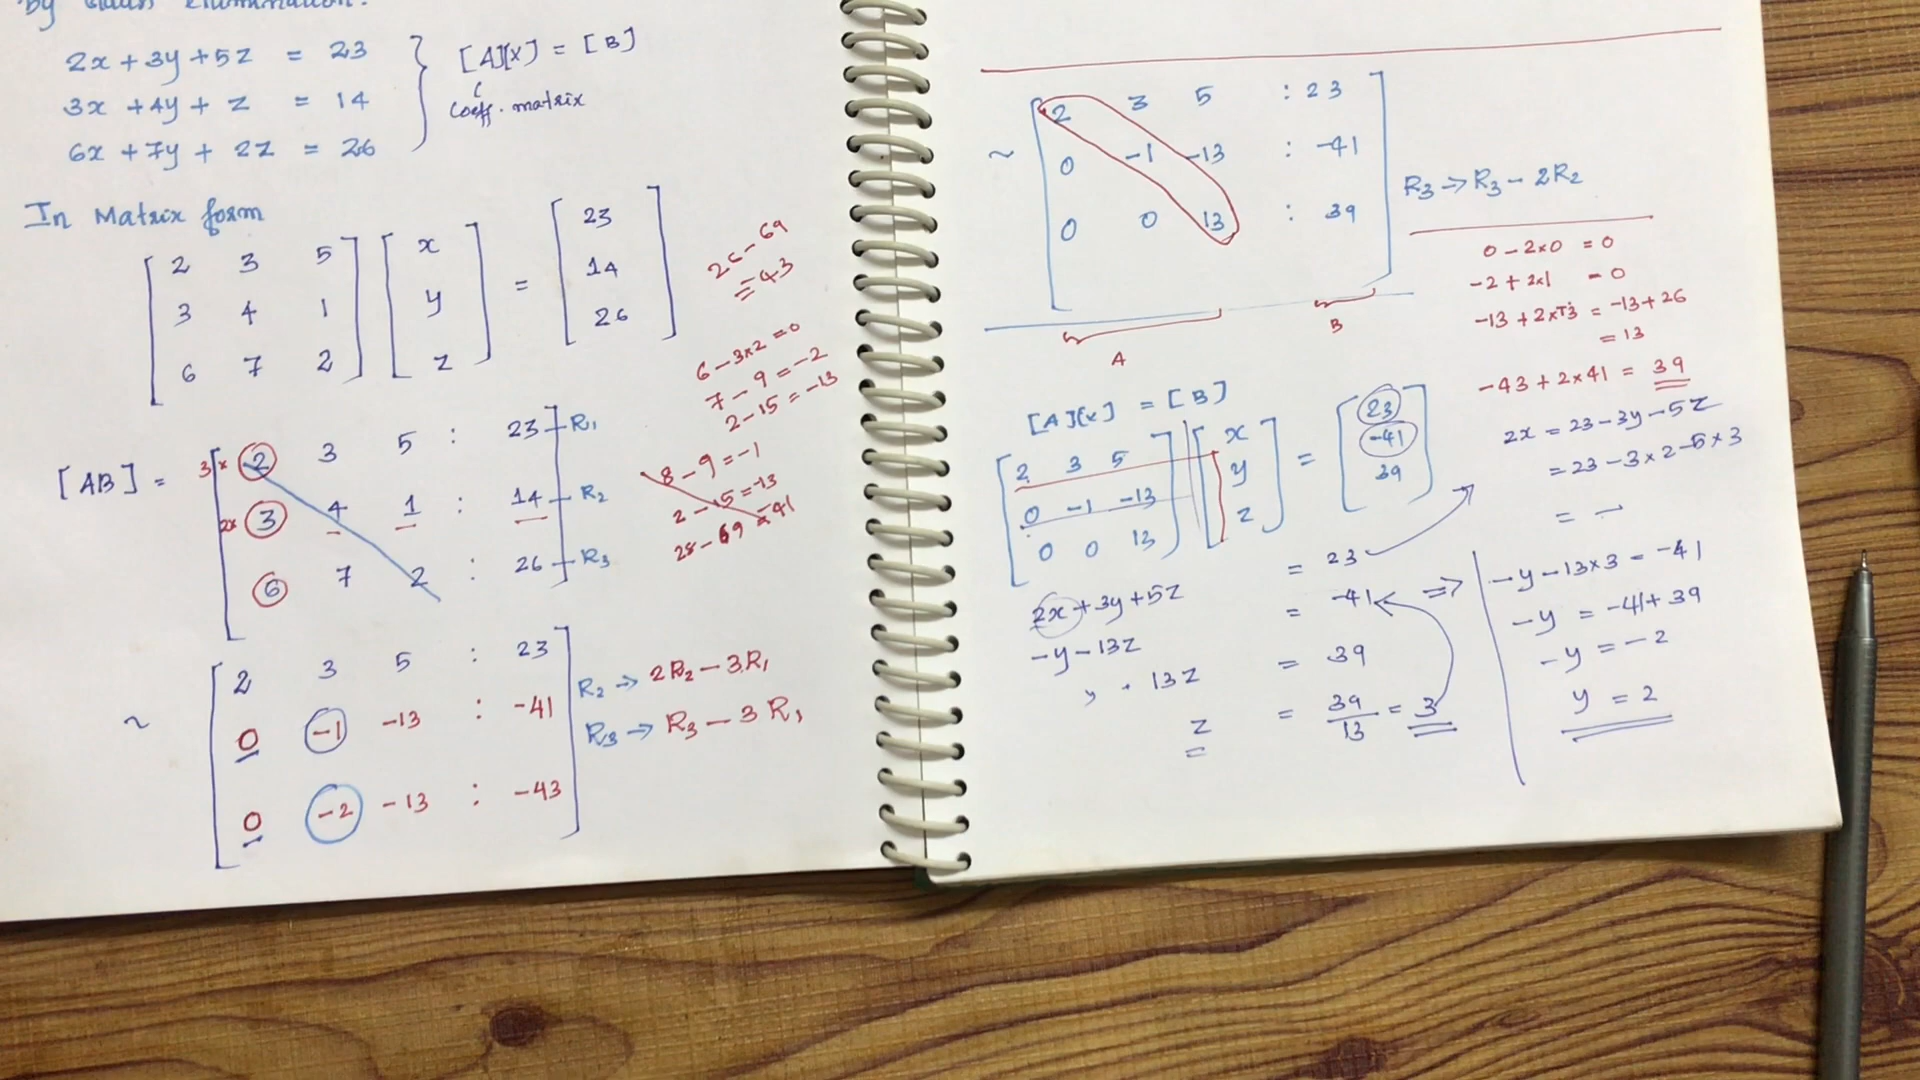 By Gauss Elimination.
2x + 3y + 5z = 23
3x + 4y + z = 14
6x + 7y + 2z = 26
[A][x] = [B]
Coeff. matrix
In Matrix form
2 3 5 x = 23
3 4 1 y 14
6 7 2 z 26
26 - 69
= 43
6 - 3x2 = 0
7 - 9 = -2
2 - 15 = -13
8 - 9 = -1
2 - 15 = -13
28 - 69 = 41
[AB] = 3x 2 3 5 : 23 R1
2x 3 4 1 : 14 R2
6 7 2 : 26 R3
~ 2 3 5 : 23
0 -1 -13 : -41 R2 → 2R2 - 3R1
0 -2 -13 : -43 R3 → R3 - 3R1
~ 2 3 5 : 23
0 -1 -13 : -41
0 0 13 : 39 R3 → R3 - 2R2
A B
0 - 2x0 = 0
-2 + 2x1 = 0
-13 + 2x13 = -13 + 26
= 13
-43 + 2x41 = 39
[A][x] = [B]
2 3 5 x = 23
0 -1 -13 y -41
0 0 13 z 39
2x + 3y + 5z = 23
-y - 13z = -41 ⇒
13z = 39
z = 39/13 = 3
2x = 23 - 3y - 5z
= 23 - 3x2 - 5x3
= -
-y - 13x3 = -41
-y = -41 + 39
-y = -2
y = 2